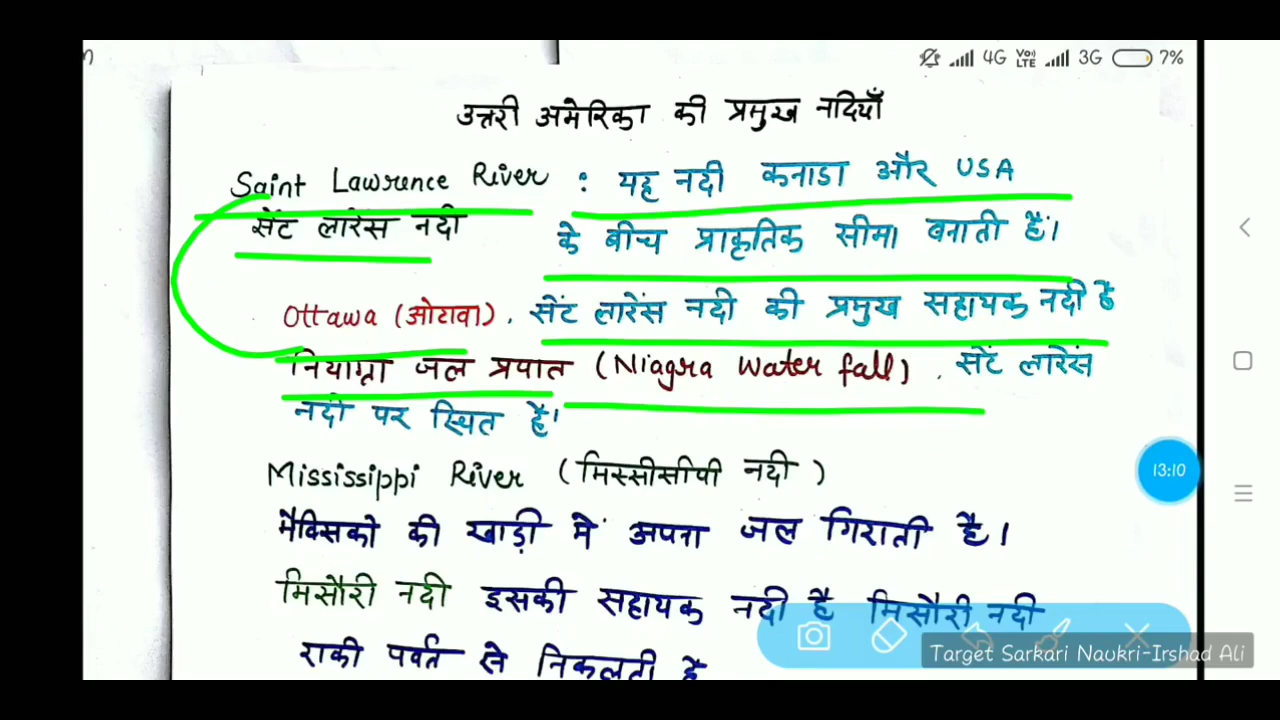 4G VoLTE 3G 7%
उत्तरी अमेरिका की प्रमुख नदियाँ
Saint Lawrence River : यह नदी कनाडा और USA
सेंट लारेंस नदी के बीच प्राकृतिक सीमा बनाती है।
Ottawa (ओटावा). सेंट लारेंस नदी की प्रमुख सहायक नदी है
नियाग्रा जल प्रपात (Niagra Water fall). सेंट लारेंस
नदी पर स्थित है।
Mississippi River (मिस्सीसीपी नदी)
13:10
मैक्सिको की खाड़ी में अपना जल गिराती है।
मिसौरी नदी इसकी सहायक नदी है मिसौरी नदी
राकी पर्वत से निकलती है
Target Sarkari Naukri-Irshad Ali